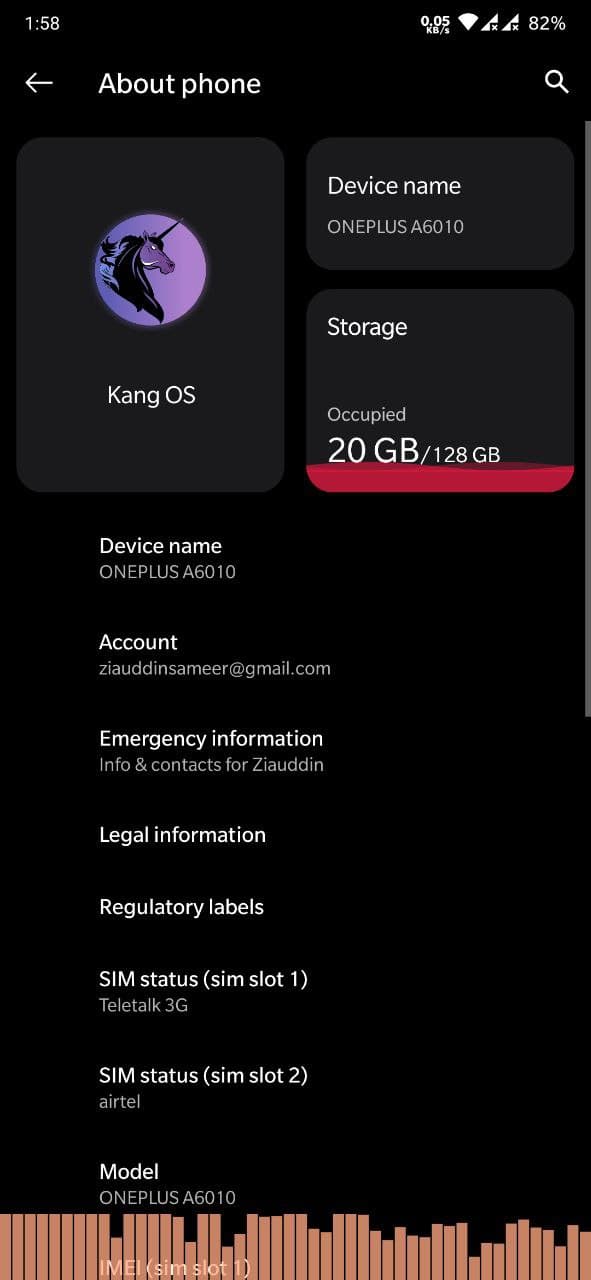 1:58
0.05
KB/s
82%
About phone
Kang OS
Device name
ONEPLUS A6010
Storage
Occupied
20 GB/128 GB
Device name
ONEPLUS A6010
Account
ziauddinsameer@gmail.com
Emergency information
Info & contacts for Ziauddin
Legal information
Regulatory labels
SIM status (sim slot 1)
Teletalk 3G
SIM status (sim slot 2)
airtel
Model
ONEPLUS A6010
IMEI (sim slot 1)